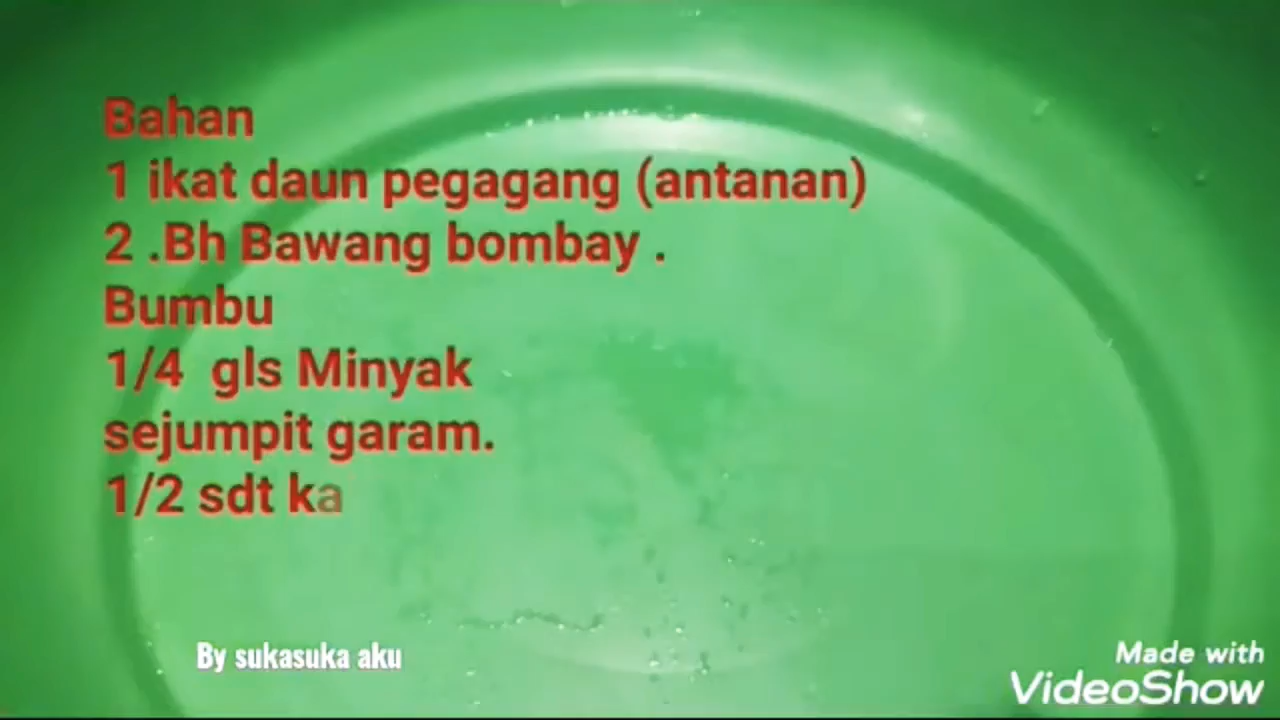 Bahan
1 ikat daun pegagang (antanan)
2 .Bh Bawang bombay .
Bumbu
1/4 gls Minyak
sejumpit garam.
1/2 sdt ka
By sukasuka aku
Made with
VideoShow